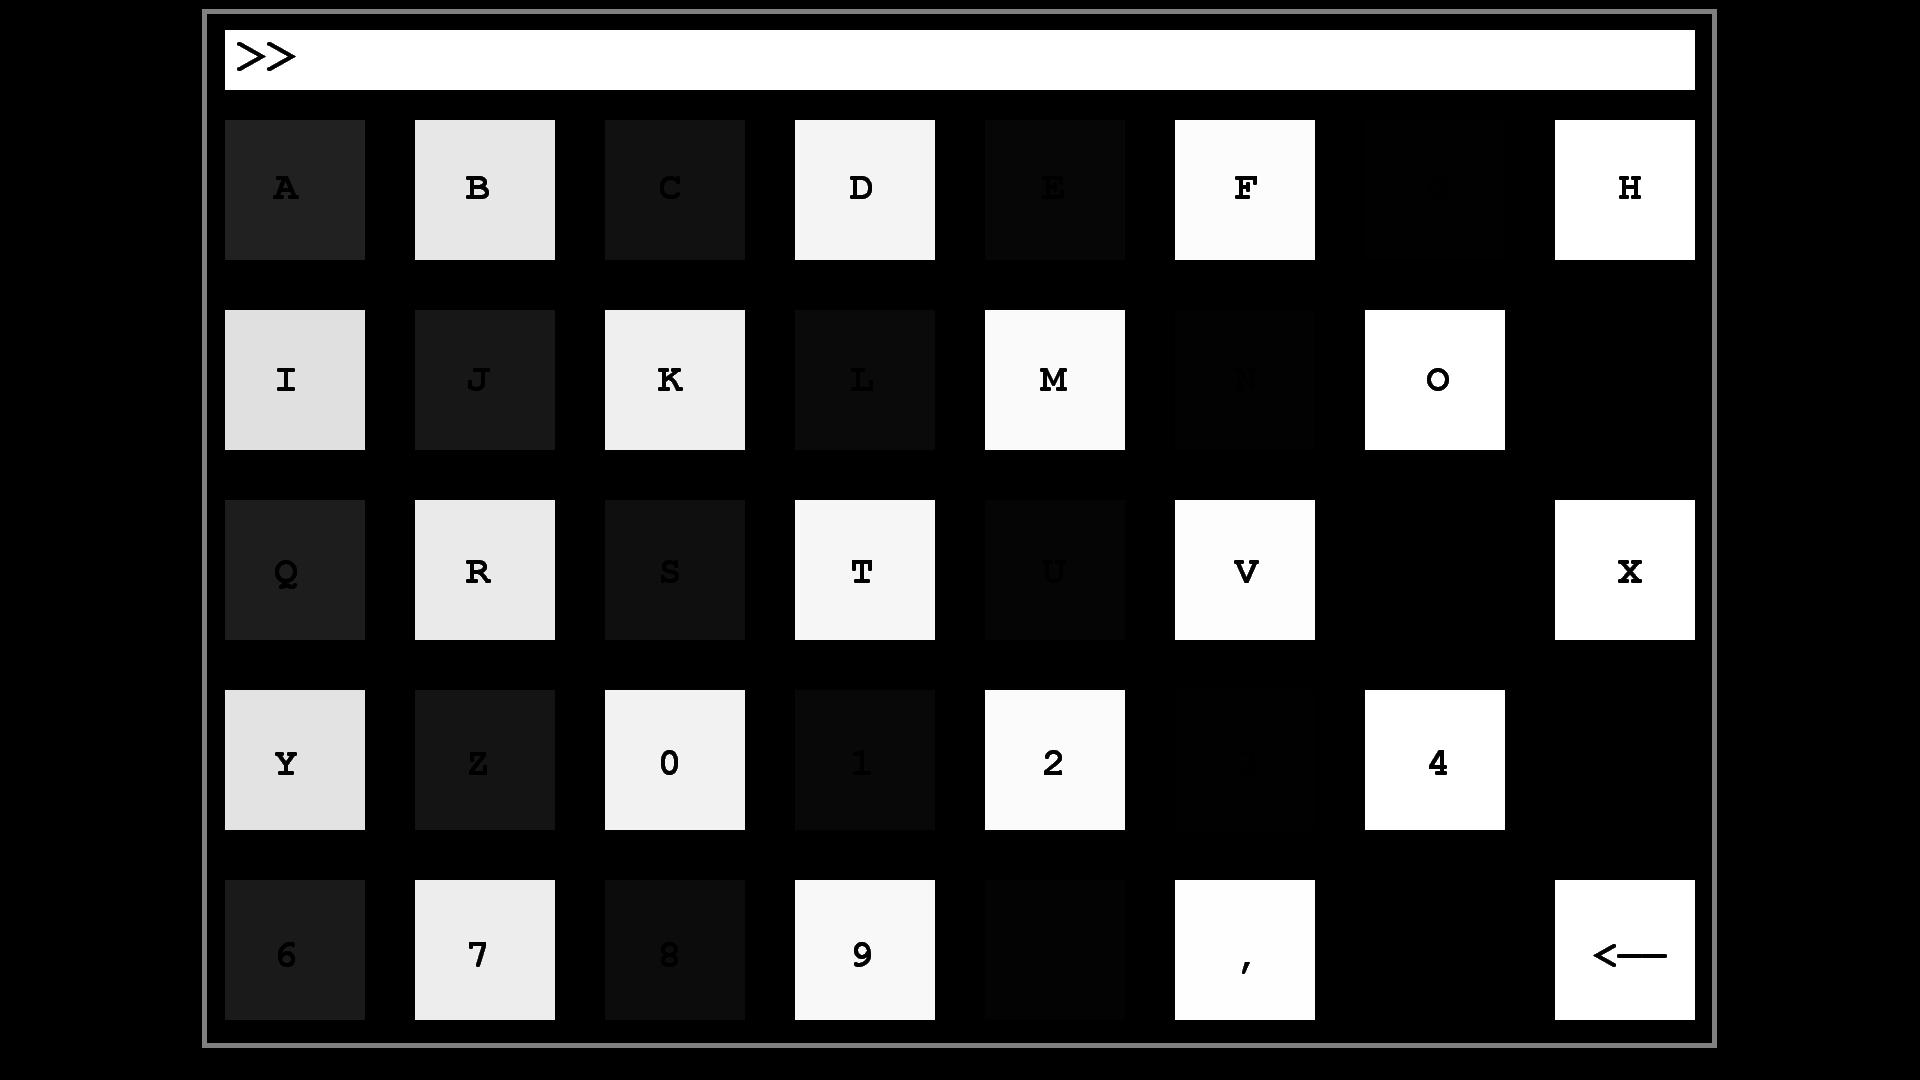 >>
A B C D E F H
I J K L M N O
Q R S T U V X
Y Z 0 1 2 4
6 7 8 9 , <—